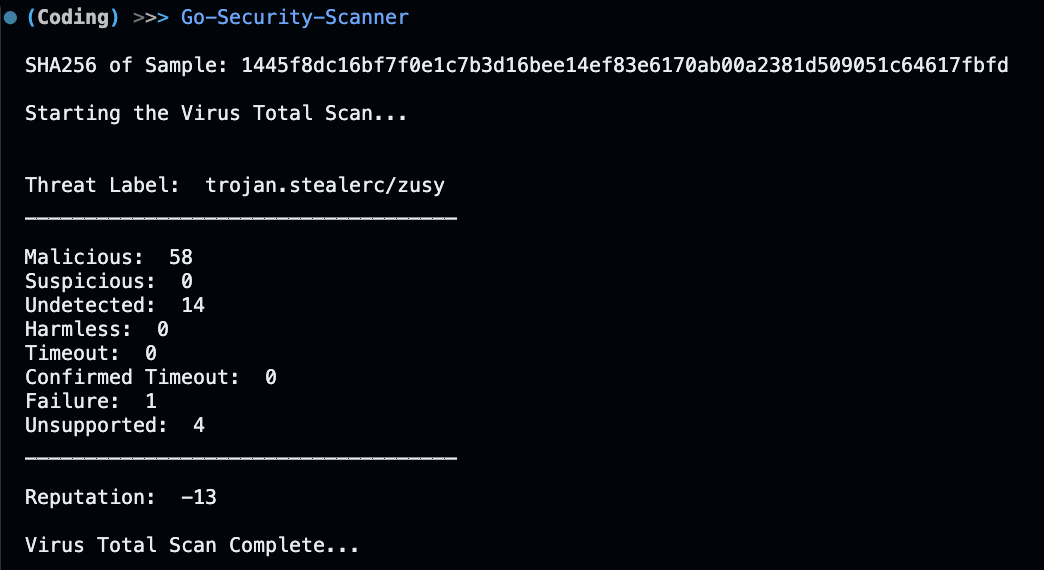 (Coding) >>> Go-Security-Scanner
SHA256 of Sample: 1445f8dc16bf7f0e1c7b3d16bee14ef83e6170ab00a2381d509051c64617fbfd
Starting the Virus Total Scan...
Threat Label:  trojan.stealerc/zusy
____________________________________
Malicious:  58
Suspicious:  0
Undetected:  14
Harmless:  0
Timeout:  0
Confirmed Timeout:  0
Failure:  1
Unsupported:  4
____________________________________
Reputation:  -13
Virus Total Scan Complete...